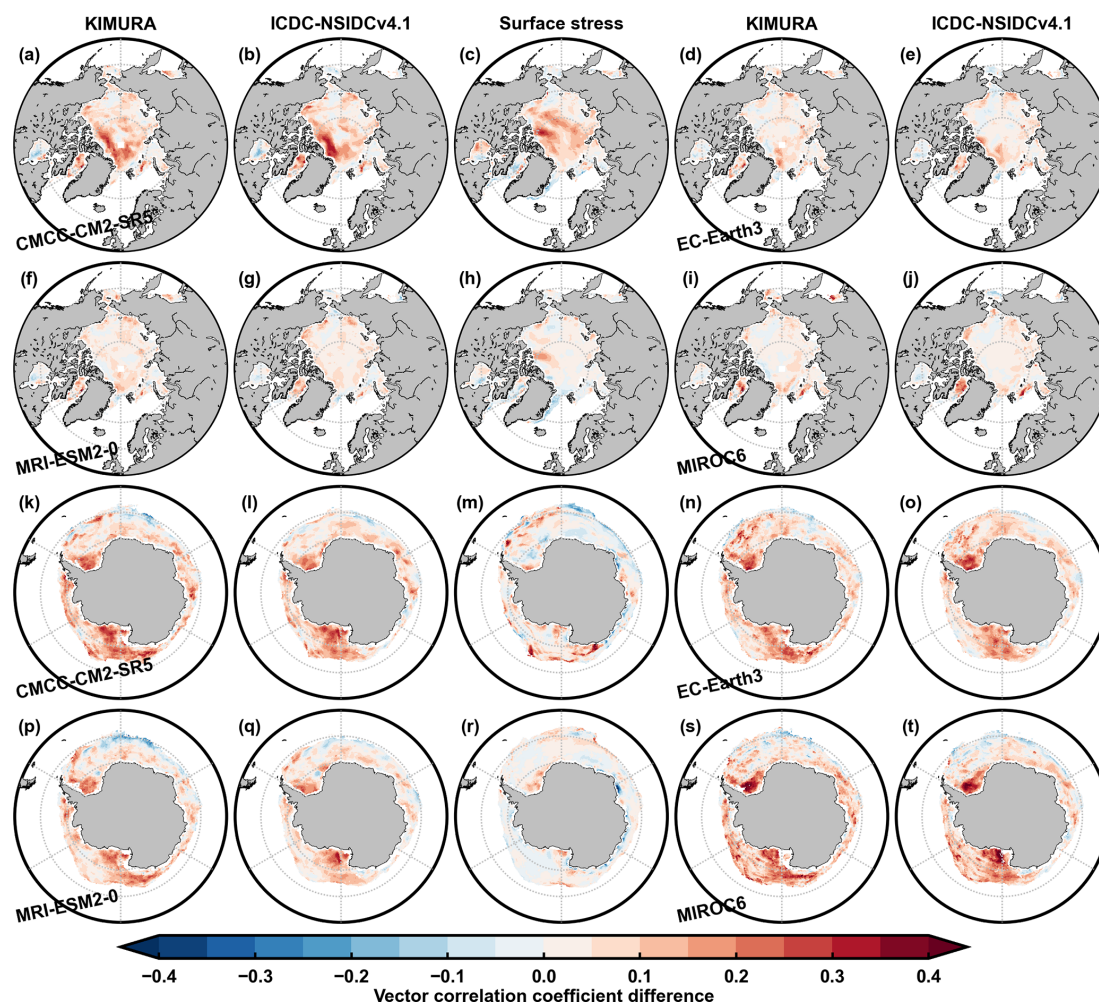 KIMURA ICDC-NSIDCv4.1 Surface stress KIMURA ICDC-NSIDCv4.1
(a) (b) (c) (d) (e)
CMCC-CM2-SR5 EC-Earth3
(f) (g) (h) (i) (j)
MRI-ESM2-0 MIROC6
(k) (l) (m) (n) (o)
CMCC-CM2-SR5 EC-Earth3
(p) (q) (r) (s) (t)
MRI-ESM2-0 MIROC6
−0.4 −0.3 −0.2 −0.1 0.0 0.1 0.2 0.3 0.4
Vector correlation coefficient difference